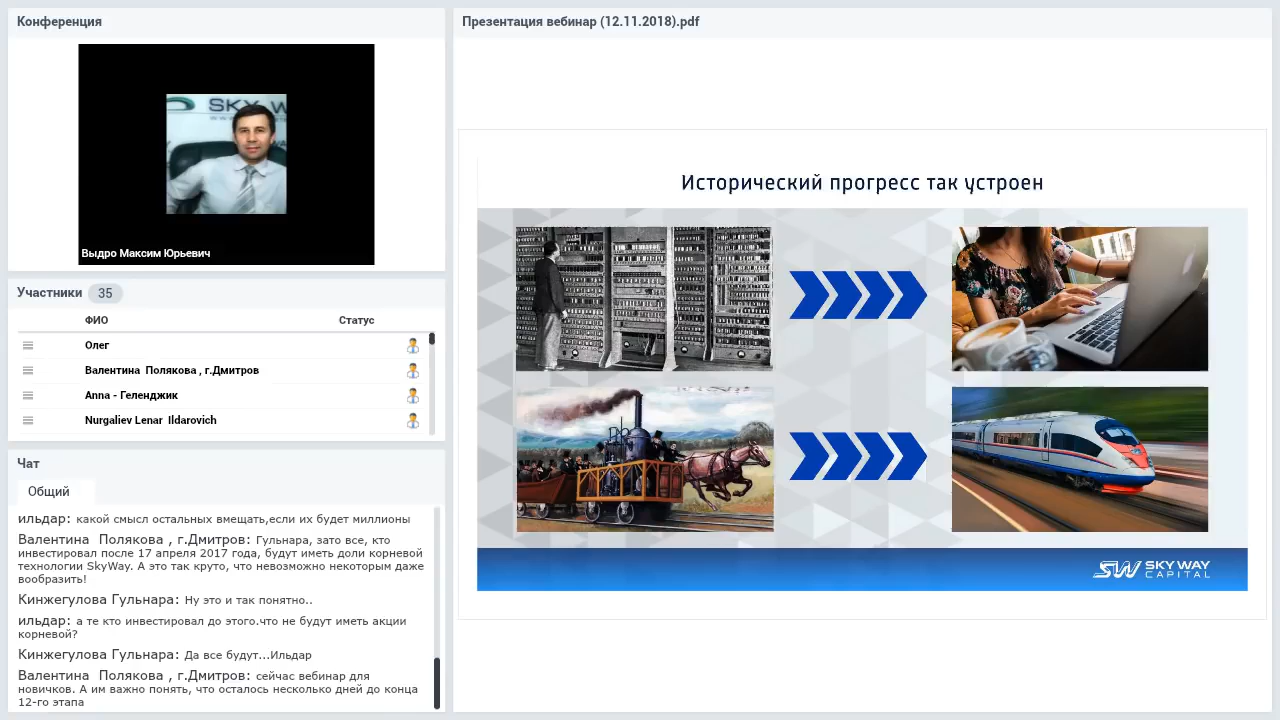 Конференция
SKY W
Выдро Максим Юрьевич
Участники 35
ФИО Статус
Олег
Валентина Полякова , г.Дмитров
Anna - Геленджик
Nurgaliev Lenar Ildarovich
Чат
Общий
ильдар: какой смысл остальных вмещать,если их будет миллионы
Валентина Полякова , г.Дмитров: Гульнара, зато все, кто
инвестировал после 17 апреля 2017 года, будут иметь доли корневой
технологии SkyWay. А это так круто, что невозможно некоторым даже
вообразить!
Кинжегулова Гульнара: Ну это и так понятно..
ильдар: а те кто инвестировал до этого.что не будут иметь акции
корневой?
Кинжегулова Гульнара: Да все будут...Ильдар
Валентина Полякова , г.Дмитров: сейчас вебинар для
новичков. А им важно понять, что осталось несколько дней до конца
12-го этапа
Презентация вебинар (12.11.2018).pdf
Исторический прогресс так устроен
SW SKY WAY
CAPITAL